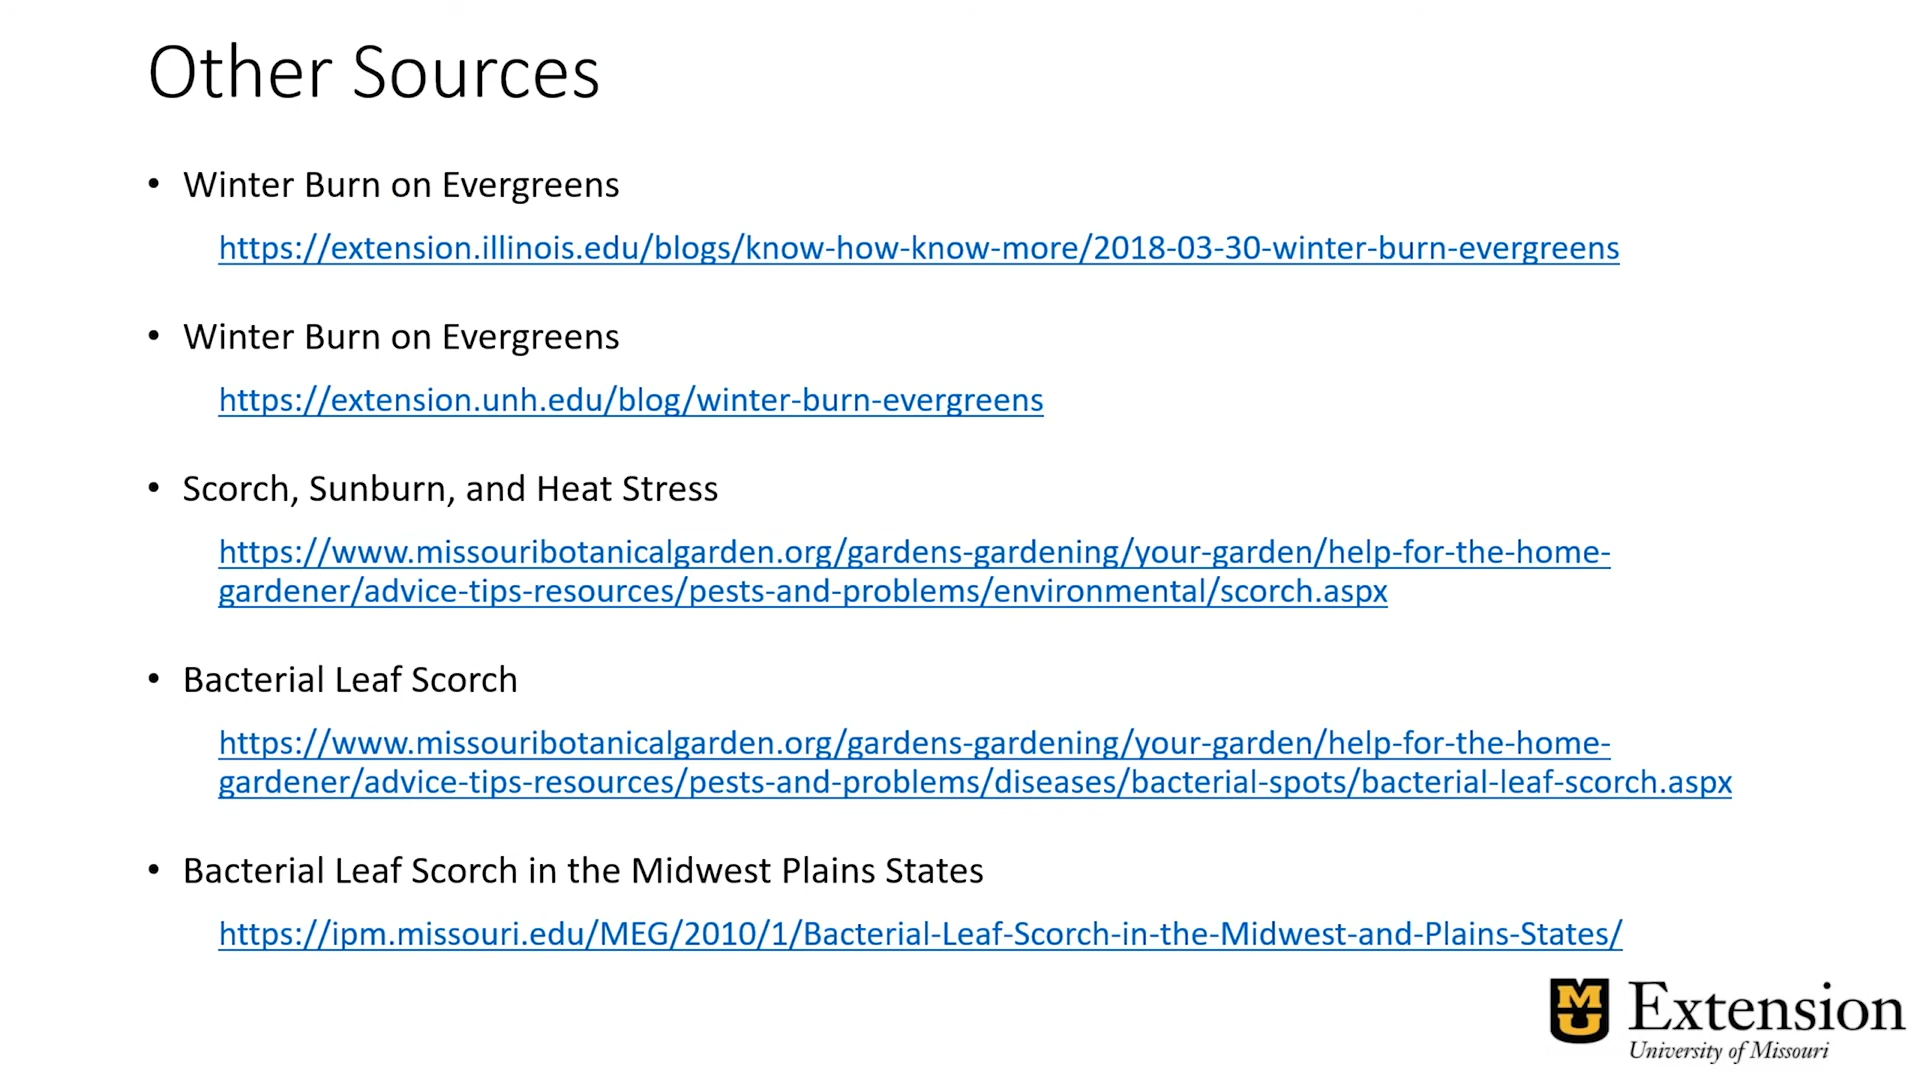 Other Sources
• Winter Burn on Evergreens
https://extension.illinois.edu/blogs/know-how-know-more/2018-03-30-winter-burn-evergreens
• Winter Burn on Evergreens
https://extension.unh.edu/blog/winter-burn-evergreens
• Scorch, Sunburn, and Heat Stress
https://www.missouribotanicalgarden.org/gardens-gardening/your-garden/help-for-the-home-
gardener/advice-tips-resources/pests-and-problems/environmental/scorch.aspx
• Bacterial Leaf Scorch
https://www.missouribotanicalgarden.org/gardens-gardening/your-garden/help-for-the-home-
gardener/advice-tips-resources/pests-and-problems/diseases/bacterial-spots/bacterial-leaf-scorch.aspx
• Bacterial Leaf Scorch in the Midwest Plains States
https://ipm.missouri.edu/MEG/2010/1/Bacterial-Leaf-Scorch-in-the-Midwest-and-Plains-States/
MU Extension
University of Missouri